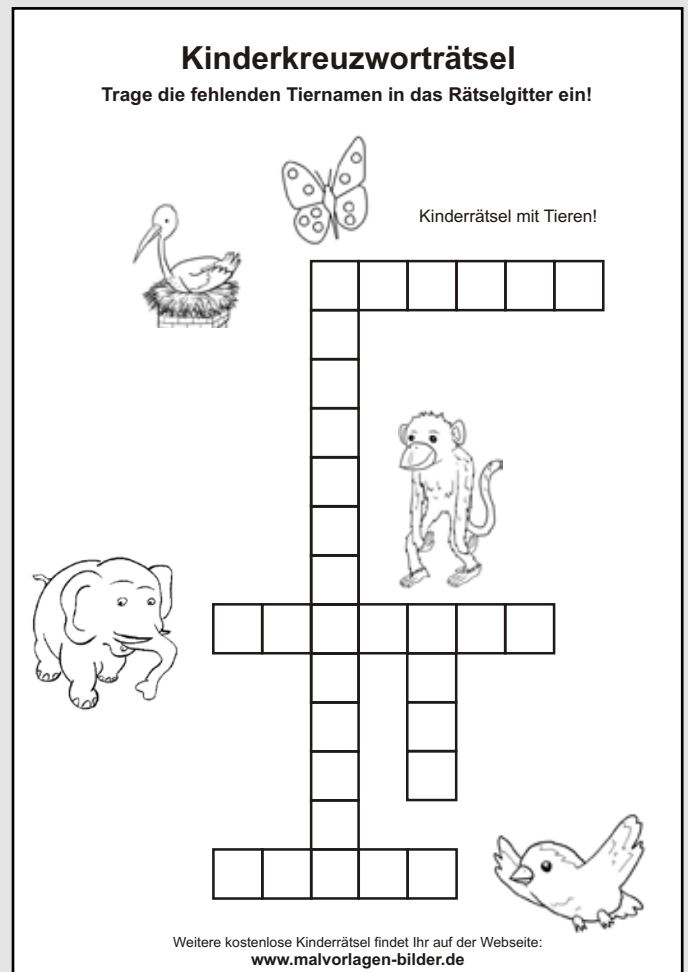 Kinderkreuzworträtsel
Trage die fehlenden Tiernamen in das Rätselgitter ein!
Kinderrätsel mit Tieren!
Weitere kostenlose Kinderrätsel findet Ihr auf der Webseite:
www.malvorlagen-bilder.de